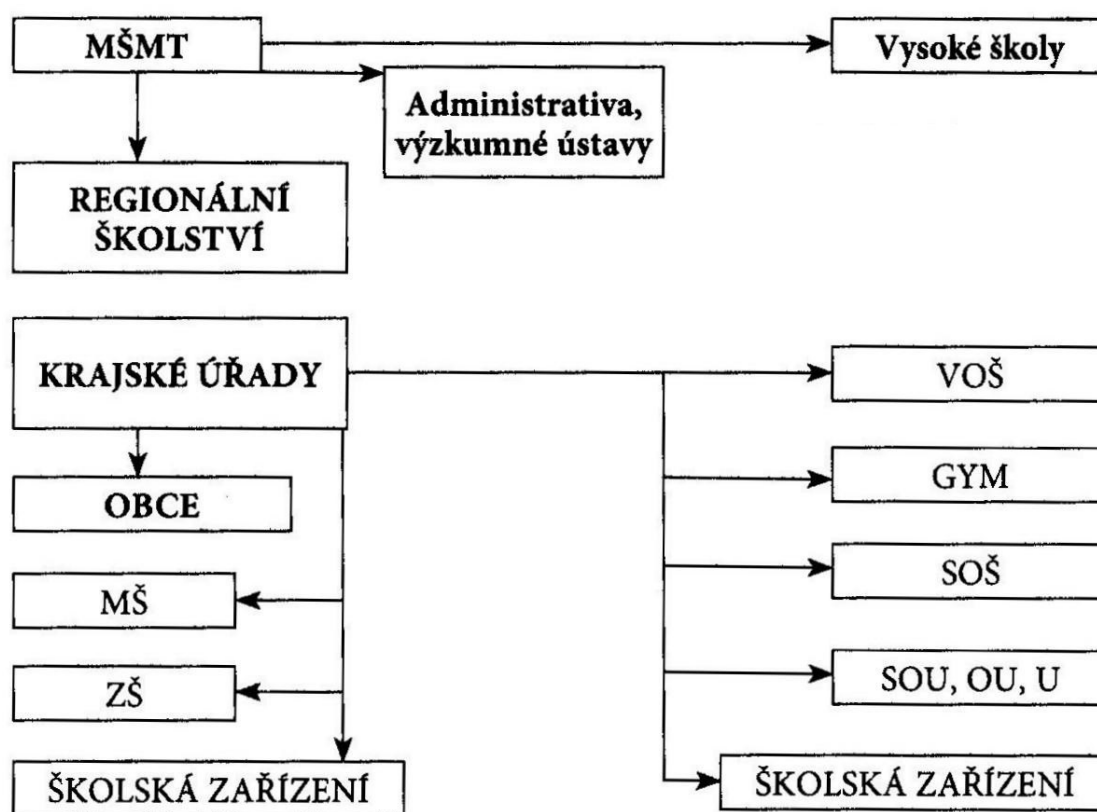 MŠMT
Vysoké školy
Administrativa,
výzkumné ústavy
REGIONÁLNÍ
ŠKOLSTVÍ
KRAJSKÉ ÚŘADY
VOŠ
OBCE
GYM
MŠ
SOŠ
ZŠ
SOU, OU, U
ŠKOLSKÁ ZAŘÍZENÍ
ŠKOLSKÁ ZAŘÍZENÍ